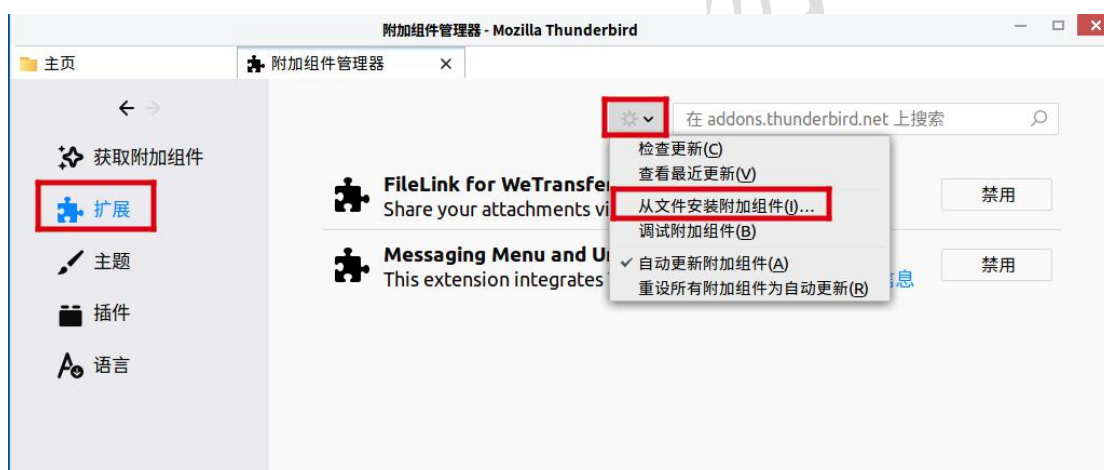 附加组件管理器 - Mozilla Thunderbird
主页
附加组件管理器
在 addons.thunderbird.net 上搜索
获取附加组件
扩展
主题
插件
语言
检查更新(C)
查看最近更新(V)
从文件安装附加组件(I)...
调试附加组件(B)
自动更新附加组件(A)
重设所有附加组件为自动更新(R)
FileLink for WeTransfer
Share your attachments
禁用
Messaging Menu and
This extension integrates
息
禁用